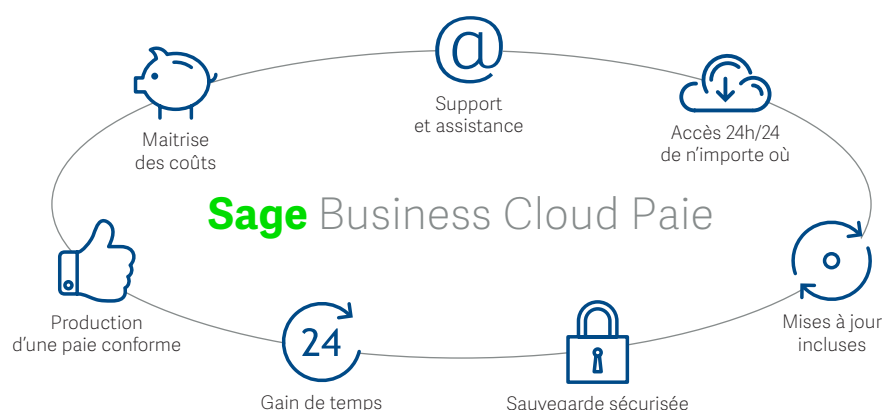 @
Support
et assistance
Maitrise
des coûts
Accès 24h/24
de n'importe où
Sage Business Cloud Paie
Production
d'une paie conforme
24
Gain de temps
Sauvegarde sécurisée
Mises à jour
incluses